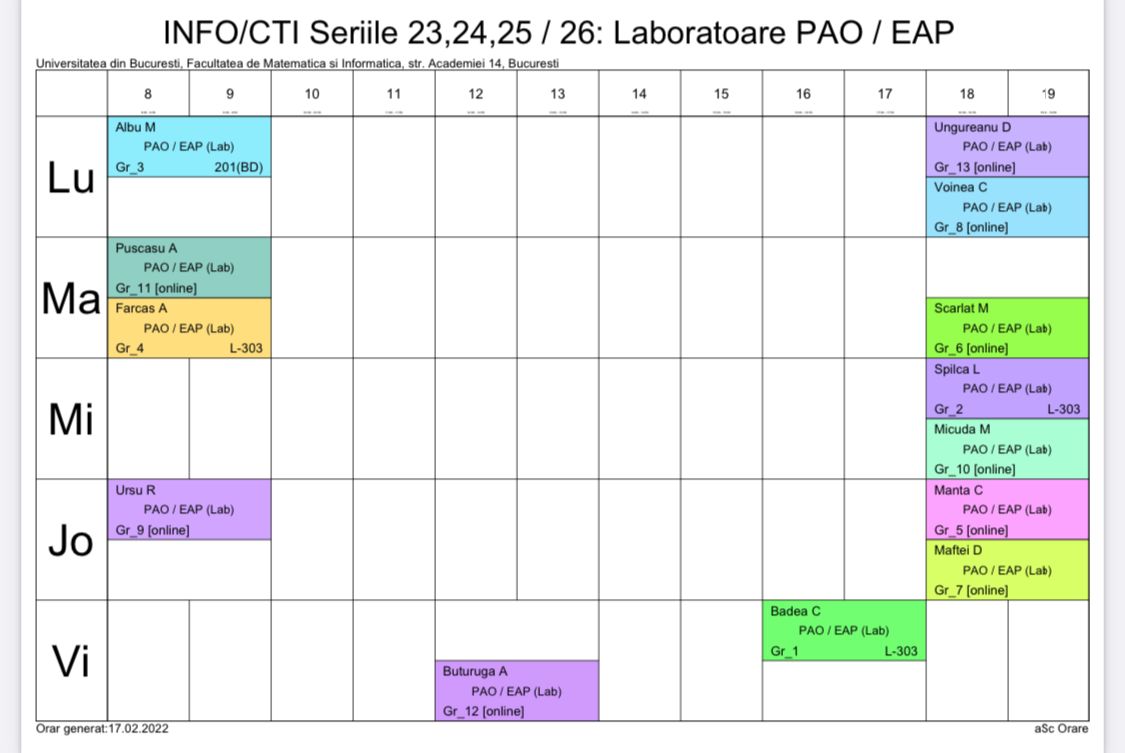 INFO/CTI Seriile 23,24,25 / 26: Laboratoare PAO / EAP
Universitatea din Bucuresti, Facultatea de Matematica si Informatica, str. Academiei 14, Bucuresti
8 9 10 11 12 13 14 15 16 17 18 19
Lu
Albu M
PAO / EAP (Lab)
Gr_3 201(BD)
Ungureanu D
PAO / EAP (Lab)
Gr_13 [online]
Voinea C
PAO / EAP (Lab)
Gr_8 [online]
Ma
Puscasu A
PAO / EAP (Lab)
Gr_11 [online]
Farcas A
PAO / EAP (Lab)
Gr_4 L-303
Scarlat M
PAO / EAP (Lab)
Gr_6 [online]
Mi
Spilca L
PAO / EAP (Lab)
Gr_2 L-303
Micuda M
PAO / EAP (Lab)
Gr_10 [online]
Jo
Ursu R
PAO / EAP (Lab)
Gr_9 [online]
Manta C
PAO / EAP (Lab)
Gr_5 [online]
Maftei D
PAO / EAP (Lab)
Gr_7 [online]
Vi
Buturuga A
PAO / EAP (Lab)
Gr_12 [online]
Badea C
PAO / EAP (Lab)
Gr_1 L-303
Orar generat:17.02.2022
aSc Orare